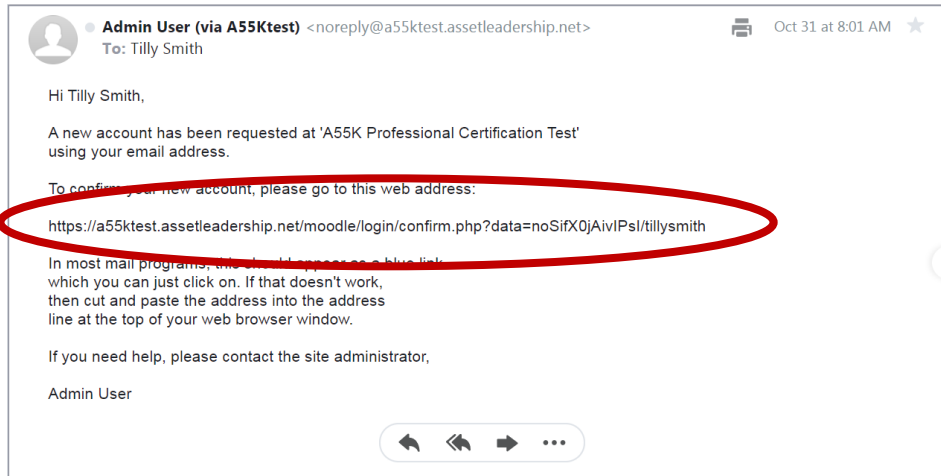 Admin User (via A55Ktest) <noreply@a55ktest.assetleadership.net> Oct 31 at 8:01 AM
To: Tilly Smith
Hi Tilly Smith,
A new account has been requested at 'A55K Professional Certification Test'
using your email address.
To confirm your new account, please go to this web address:
https://a55ktest.assetleadership.net/moodle/login/confirm.php?data=noSifX0jAivIPsI/tillysmith
In most mail programs, this should appear as a blue link
which you can just click on. If that doesn't work,
then cut and paste the address into the address
line at the top of your web browser window.
If you need help, please contact the site administrator,
Admin User